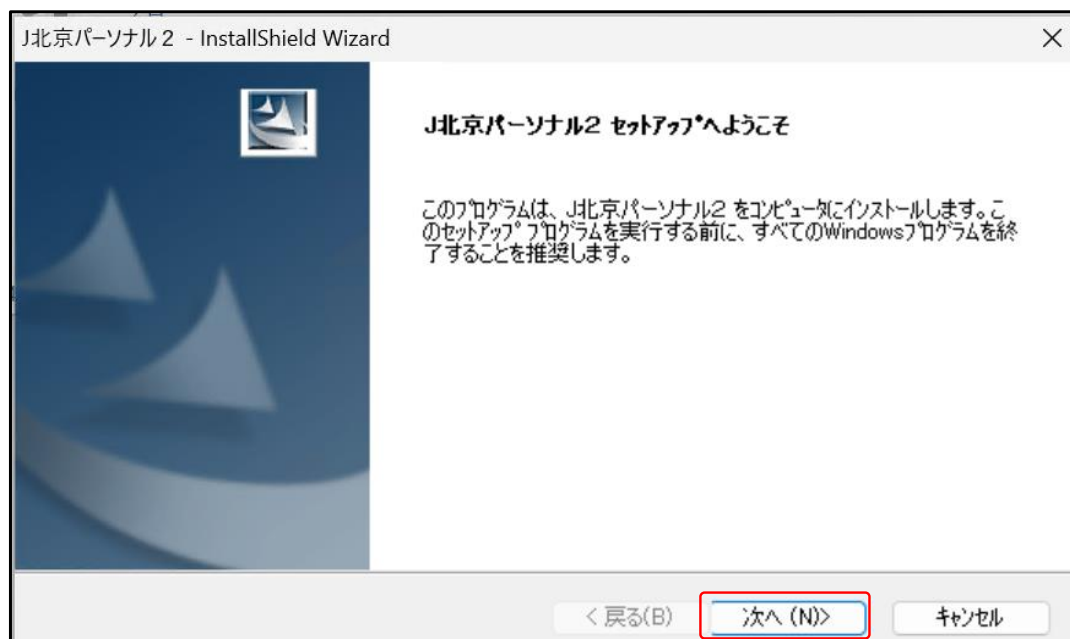 J北京パーソナル２ - InstallShield Wizard
J北京パーソナル2 ｾｯﾄｱｯﾌﾟへようこそ
このﾌﾟﾛｸﾞﾗﾑは、J北京パーソナル2 をｺﾝﾋﾟｭｰﾀにインストールします。こ
のｾｯﾄｱｯﾌﾟ ﾌﾟﾛｸﾞﾗﾑを実行する前に、すべてのWindowsﾌﾟﾛｸﾞﾗﾑを終
了することを推奨します。
< 戻る(B)
次へ (N)>
ｷｬﾝｾﾙ